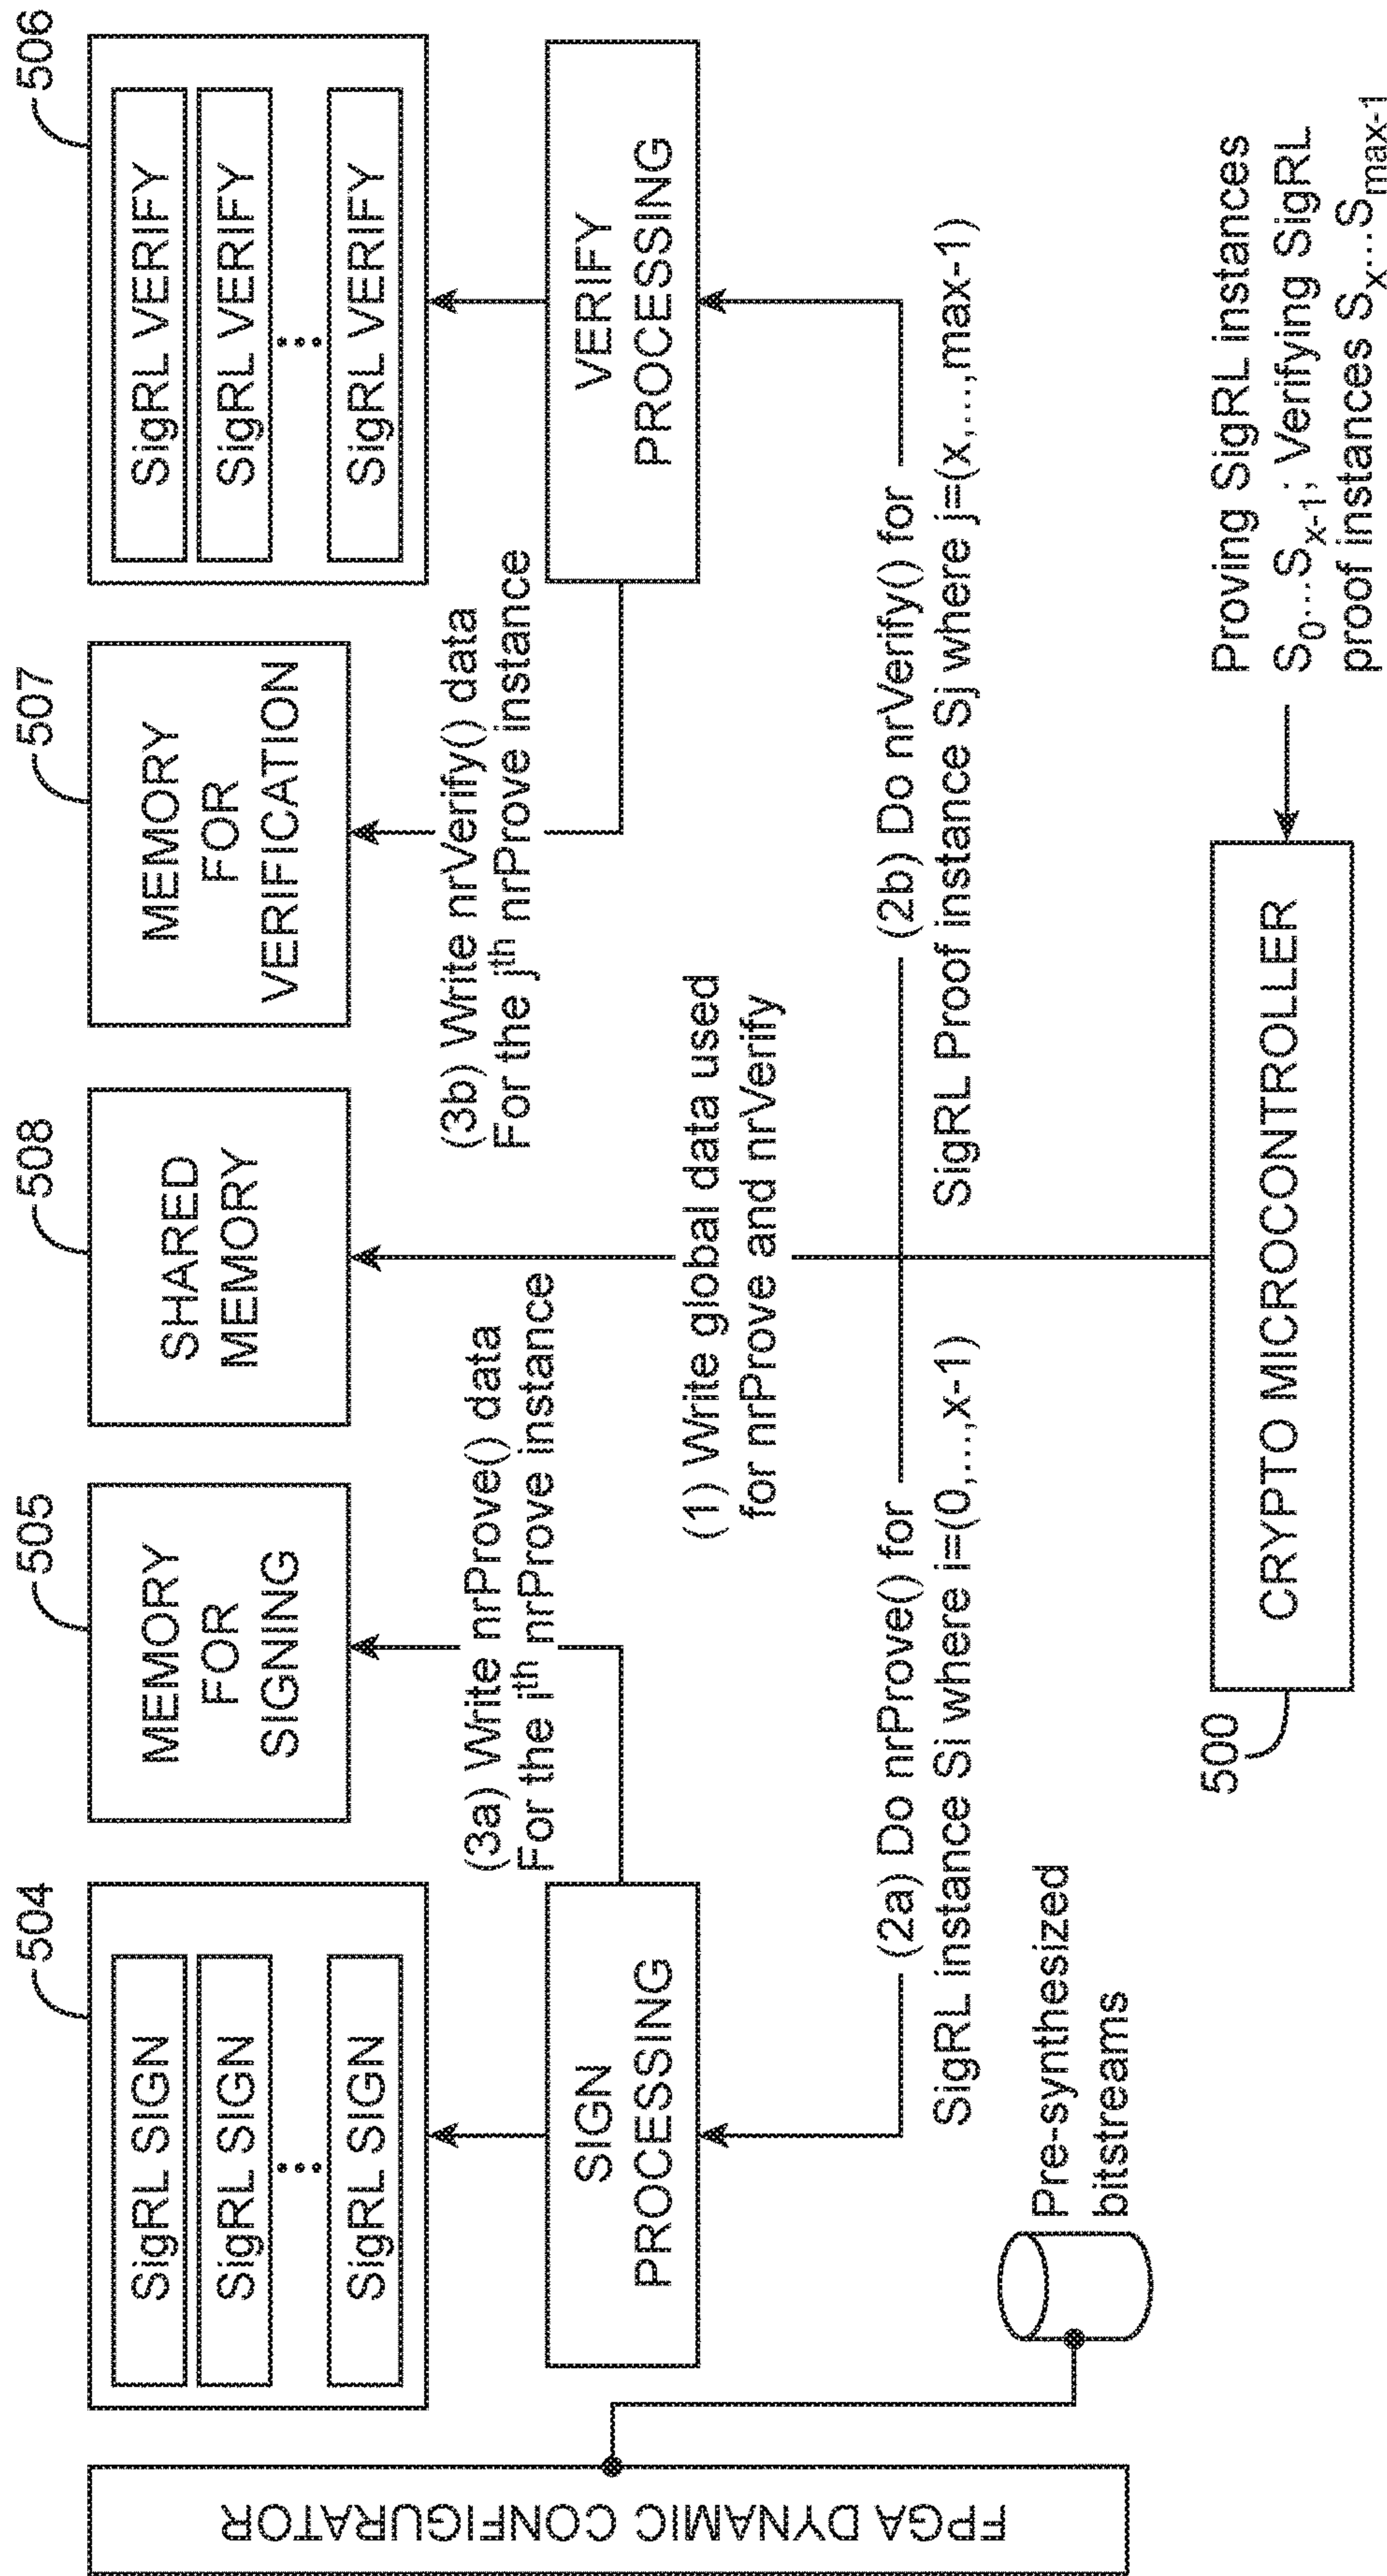 FPGA DYNAMIC CONFIGURATOR
504
SigRL SIGN
SigRL SIGN
...
SigRL SIGN
505
MEMORY
FOR
SIGNING
508
SHARED
MEMORY
507
MEMORY
FOR
VERIFICATION
506
SigRL VERIFY
SigRL VERIFY
...
SigRL VERIFY
SIGN
PROCESSING
(3a) Write nrProve() data
For the ith nrProve instance
(3b) Write nrVerify() data
For the jth nrProve instance
VERIFY
PROCESSING
(1) Write global data used
for nrProve and nrVerify
(2a) Do nrProve() for
SigRL instance Si where i=(0,...,x-1)
(2b) Do nrVerify() for
SigRL Proof instance Sj where j=(x,...,max-1)
Pre-synthesized
bitstreams
500
CRYPTO MICROCONTROLLER
Proving SigRL instances
S0...Sx-1; Verifying SigRL
proof instances Sx...Smax-1